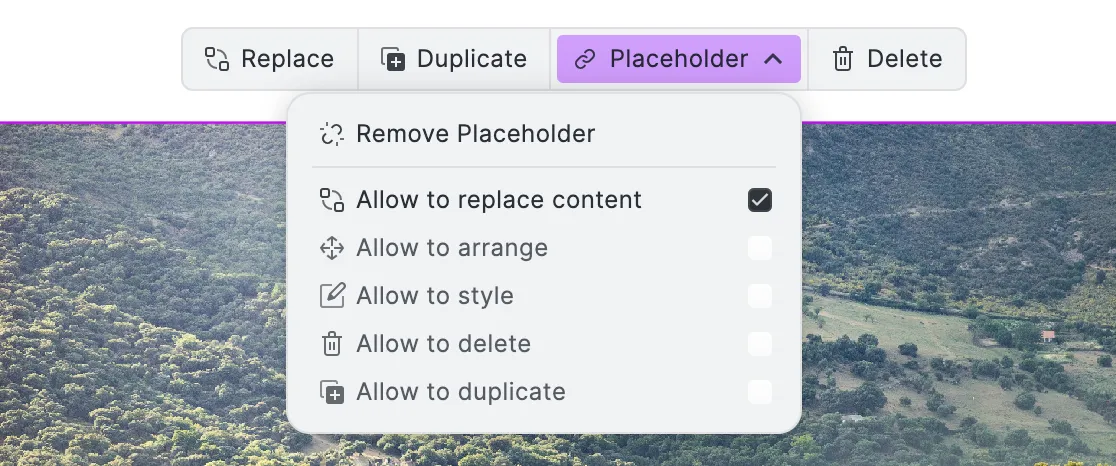 Replace Duplicate Placeholder Delete
Remove Placeholder
Allow to replace content
Allow to arrange
Allow to style
Allow to delete
Allow to duplicate